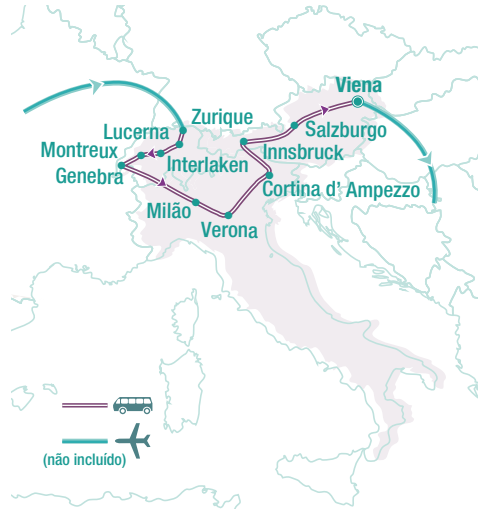 Viena
Zurique
Lucerna
Salzburgo
Montreux
Innsbruck
Interlaken
Genebra
Cortina d' Ampezzo
Milão
Verona
(não incluído)